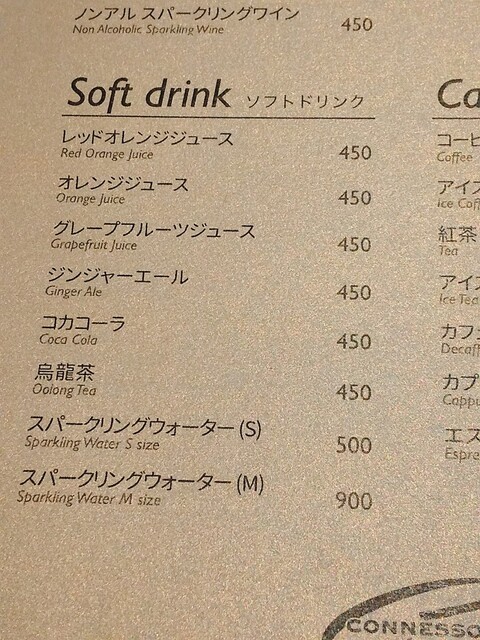 ノンアル スパークリングワイン
Non Alcoholic Sparkling Wine 450
Soft drink ソフトドリンク
レッドオレンジジュース
Red Orange Juice 450
オレンジジュース
Orange Juice 450
グレープフルーツジュース
Grapefruit Juice 450
ジンジャーエール
Ginger Ale 450
コカコーラ
Coca Cola 450
烏龍茶
Oolong Tea 450
スパークリングウォーター (S)
Sparkling Water S size 500
スパークリングウォーター (M)
Sparkling Water M size 900
Ca
コーヒ
Coffee
アイス
Ice Coff
紅茶
Tea
アイス
Ice Tea
カフェ
Decaff
カプ
Cappu
エス
Espre
CONNESSO